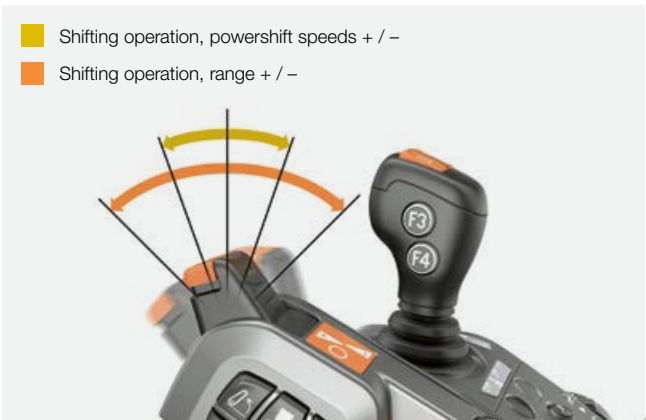 Shifting operation, powershift speeds + / –
Shifting operation, range + / –
F3
F4